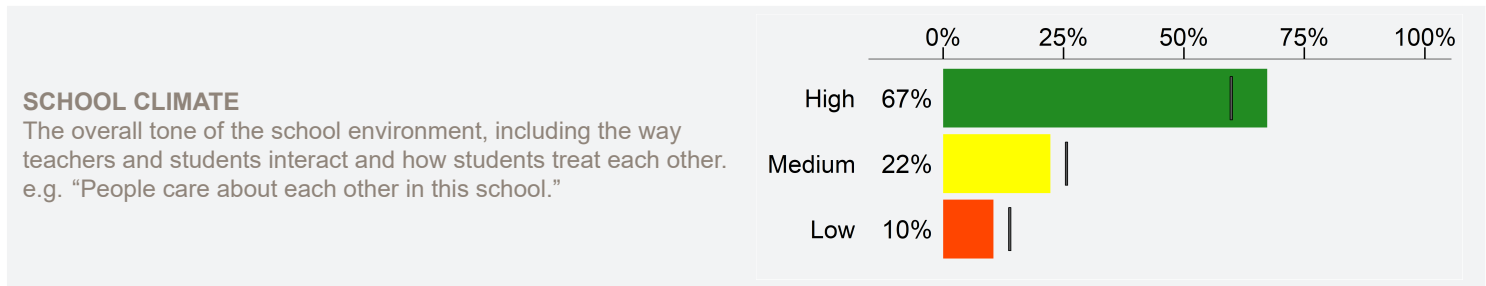 SCHOOL CLIMATE
The overall tone of the school environment, including the way
teachers and students interact and how students treat each other.
e.g. “People care about each other in this school.”
0% 25% 50% 75% 100%
High 67%
Medium 22%
Low 10%